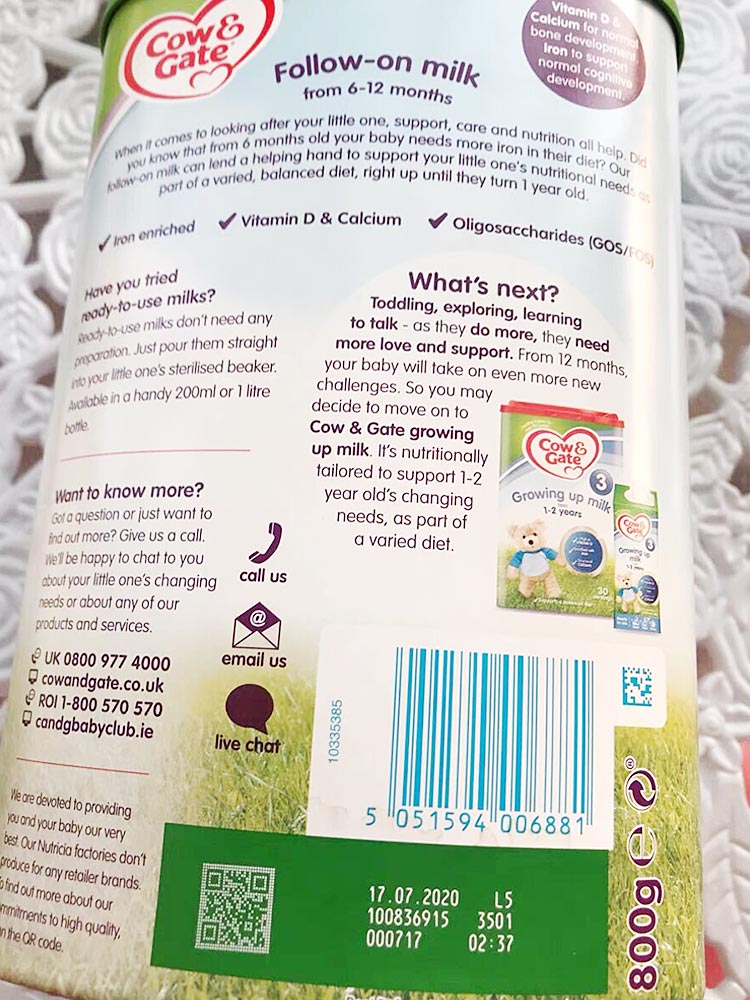 Cow &
Gate
Follow-on milk
from 6-12 months
Vitamin D &
Calcium for normal
bone development.
Iron to support
normal cognitive
development.
When it comes to looking after your little one, support, care and nutrition all help. Did
you know that from 6 months old your baby needs more iron in their diet? Our
follow-on milk can lend a helping hand to support your little one's nutritional needs as
part of a varied, balanced diet, right up until they turn 1 year old.
✓ Iron enriched ✓ Vitamin D & Calcium ✓ Oligosaccharides (GOS/FOS)
Have you tried
ready-to-use milks?
Ready-to-use milks don't need any
preparation. Just pour them straight
into your little one's sterilised beaker.
Available in a handy 200ml or 1 litre
bottle.
Want to know more?
Got a question or just want to
find out more? Give us a call.
We'll be happy to chat to you
about your little one's changing
needs or about any of our
products and services.
UK 0800 977 4000
cowandgate.co.uk
ROI 1-800 570 570
candgbabyclub.ie
call us
@
email us
live chat
We are devoted to providing
you and your baby our very
best. Our Nutricia factories don't
produce for any retailer brands.
To find out more about our
commitments to high quality,
the QR code.
What's next?
Toddling, exploring, learning
to talk - as they do more, they need
more love and support. From 12 months,
your baby will take on even more new
challenges. So you may
decide to move on to
Cow & Gate growing
up milk. It's nutritionally
tailored to support 1-2
year old's changing
needs, as part of
a varied diet.
Cow &
Gate
3
Growing up milk
1-2 years
30
Cow &
Gate
3
Growing up
milk
1-2 years
10335385
5 051594 006881
17.07.2020 L5
100836915 3501
000717 02:37
800g e